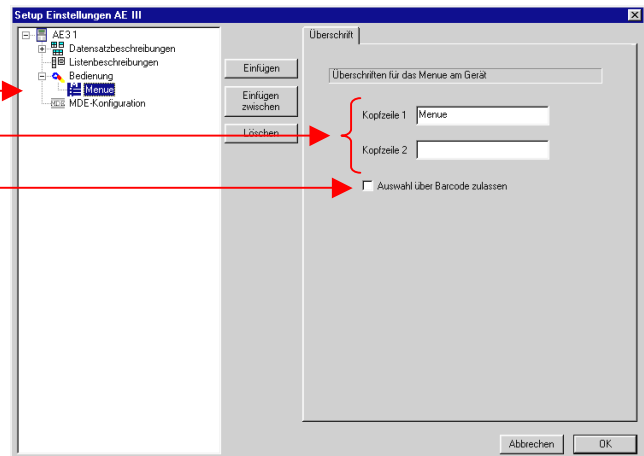 Setup Einstellungen AE III
AE3 1
Datensatzbeschreibungen
Listenbeschreibungen
Bedienung
Menue
MDE-Konfiguration
Einfügen
Einfügen
zwischen
Löschen
Überschrift
Überschriften für das Menue am Gerät
Kopfzeile 1 Menue
Kopfzeile 2
Auswahl über Barcode zulassen
Abbrechen OK